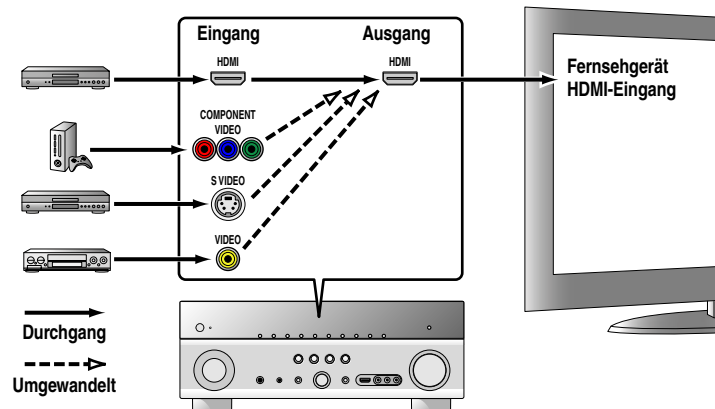 Eingang
Ausgang
HDMI
HDMI
Fernsehgerät
HDMI-Eingang
COMPONENT
VIDEO
S VIDEO
VIDEO
Durchgang
Umgewandelt